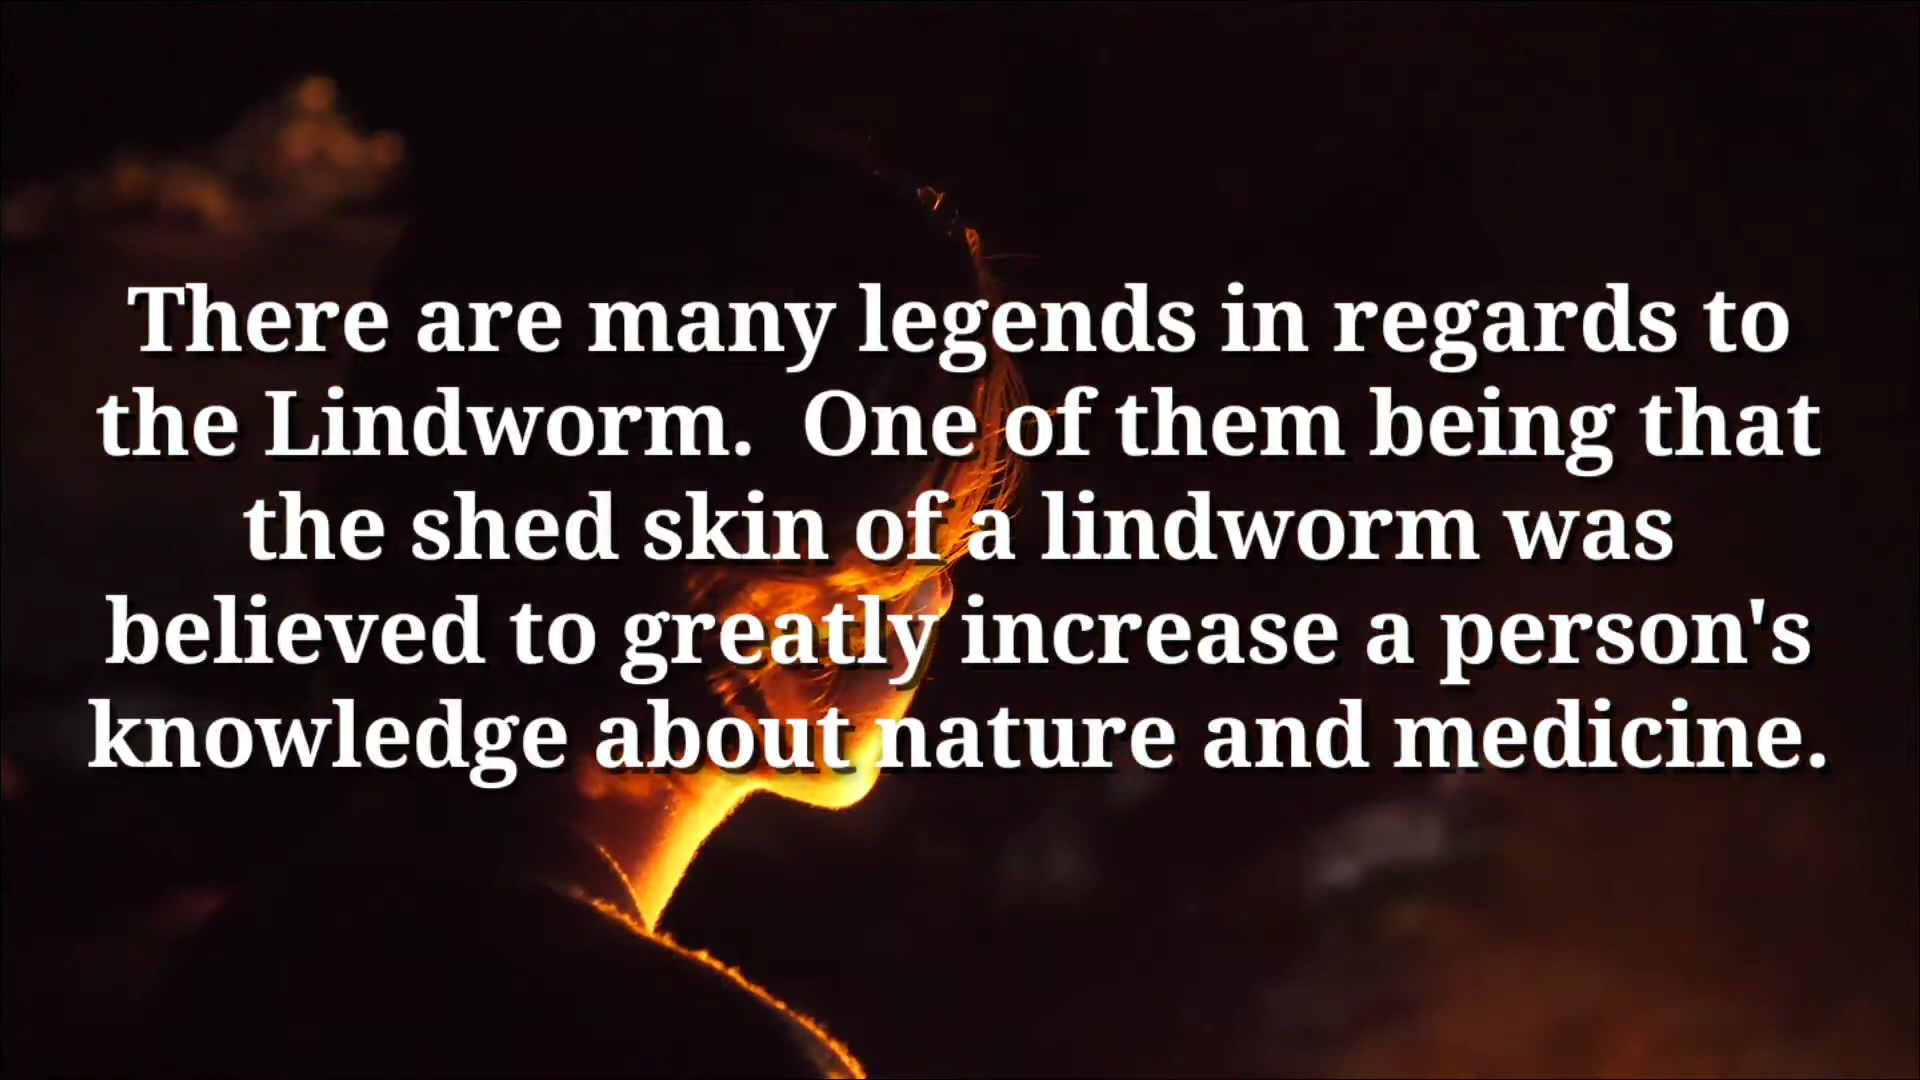 There are many legends in regards to
the Lindworm.  One of them being that
the shed skin of a lindworm was
believed to greatly increase a person's
knowledge about nature and medicine.